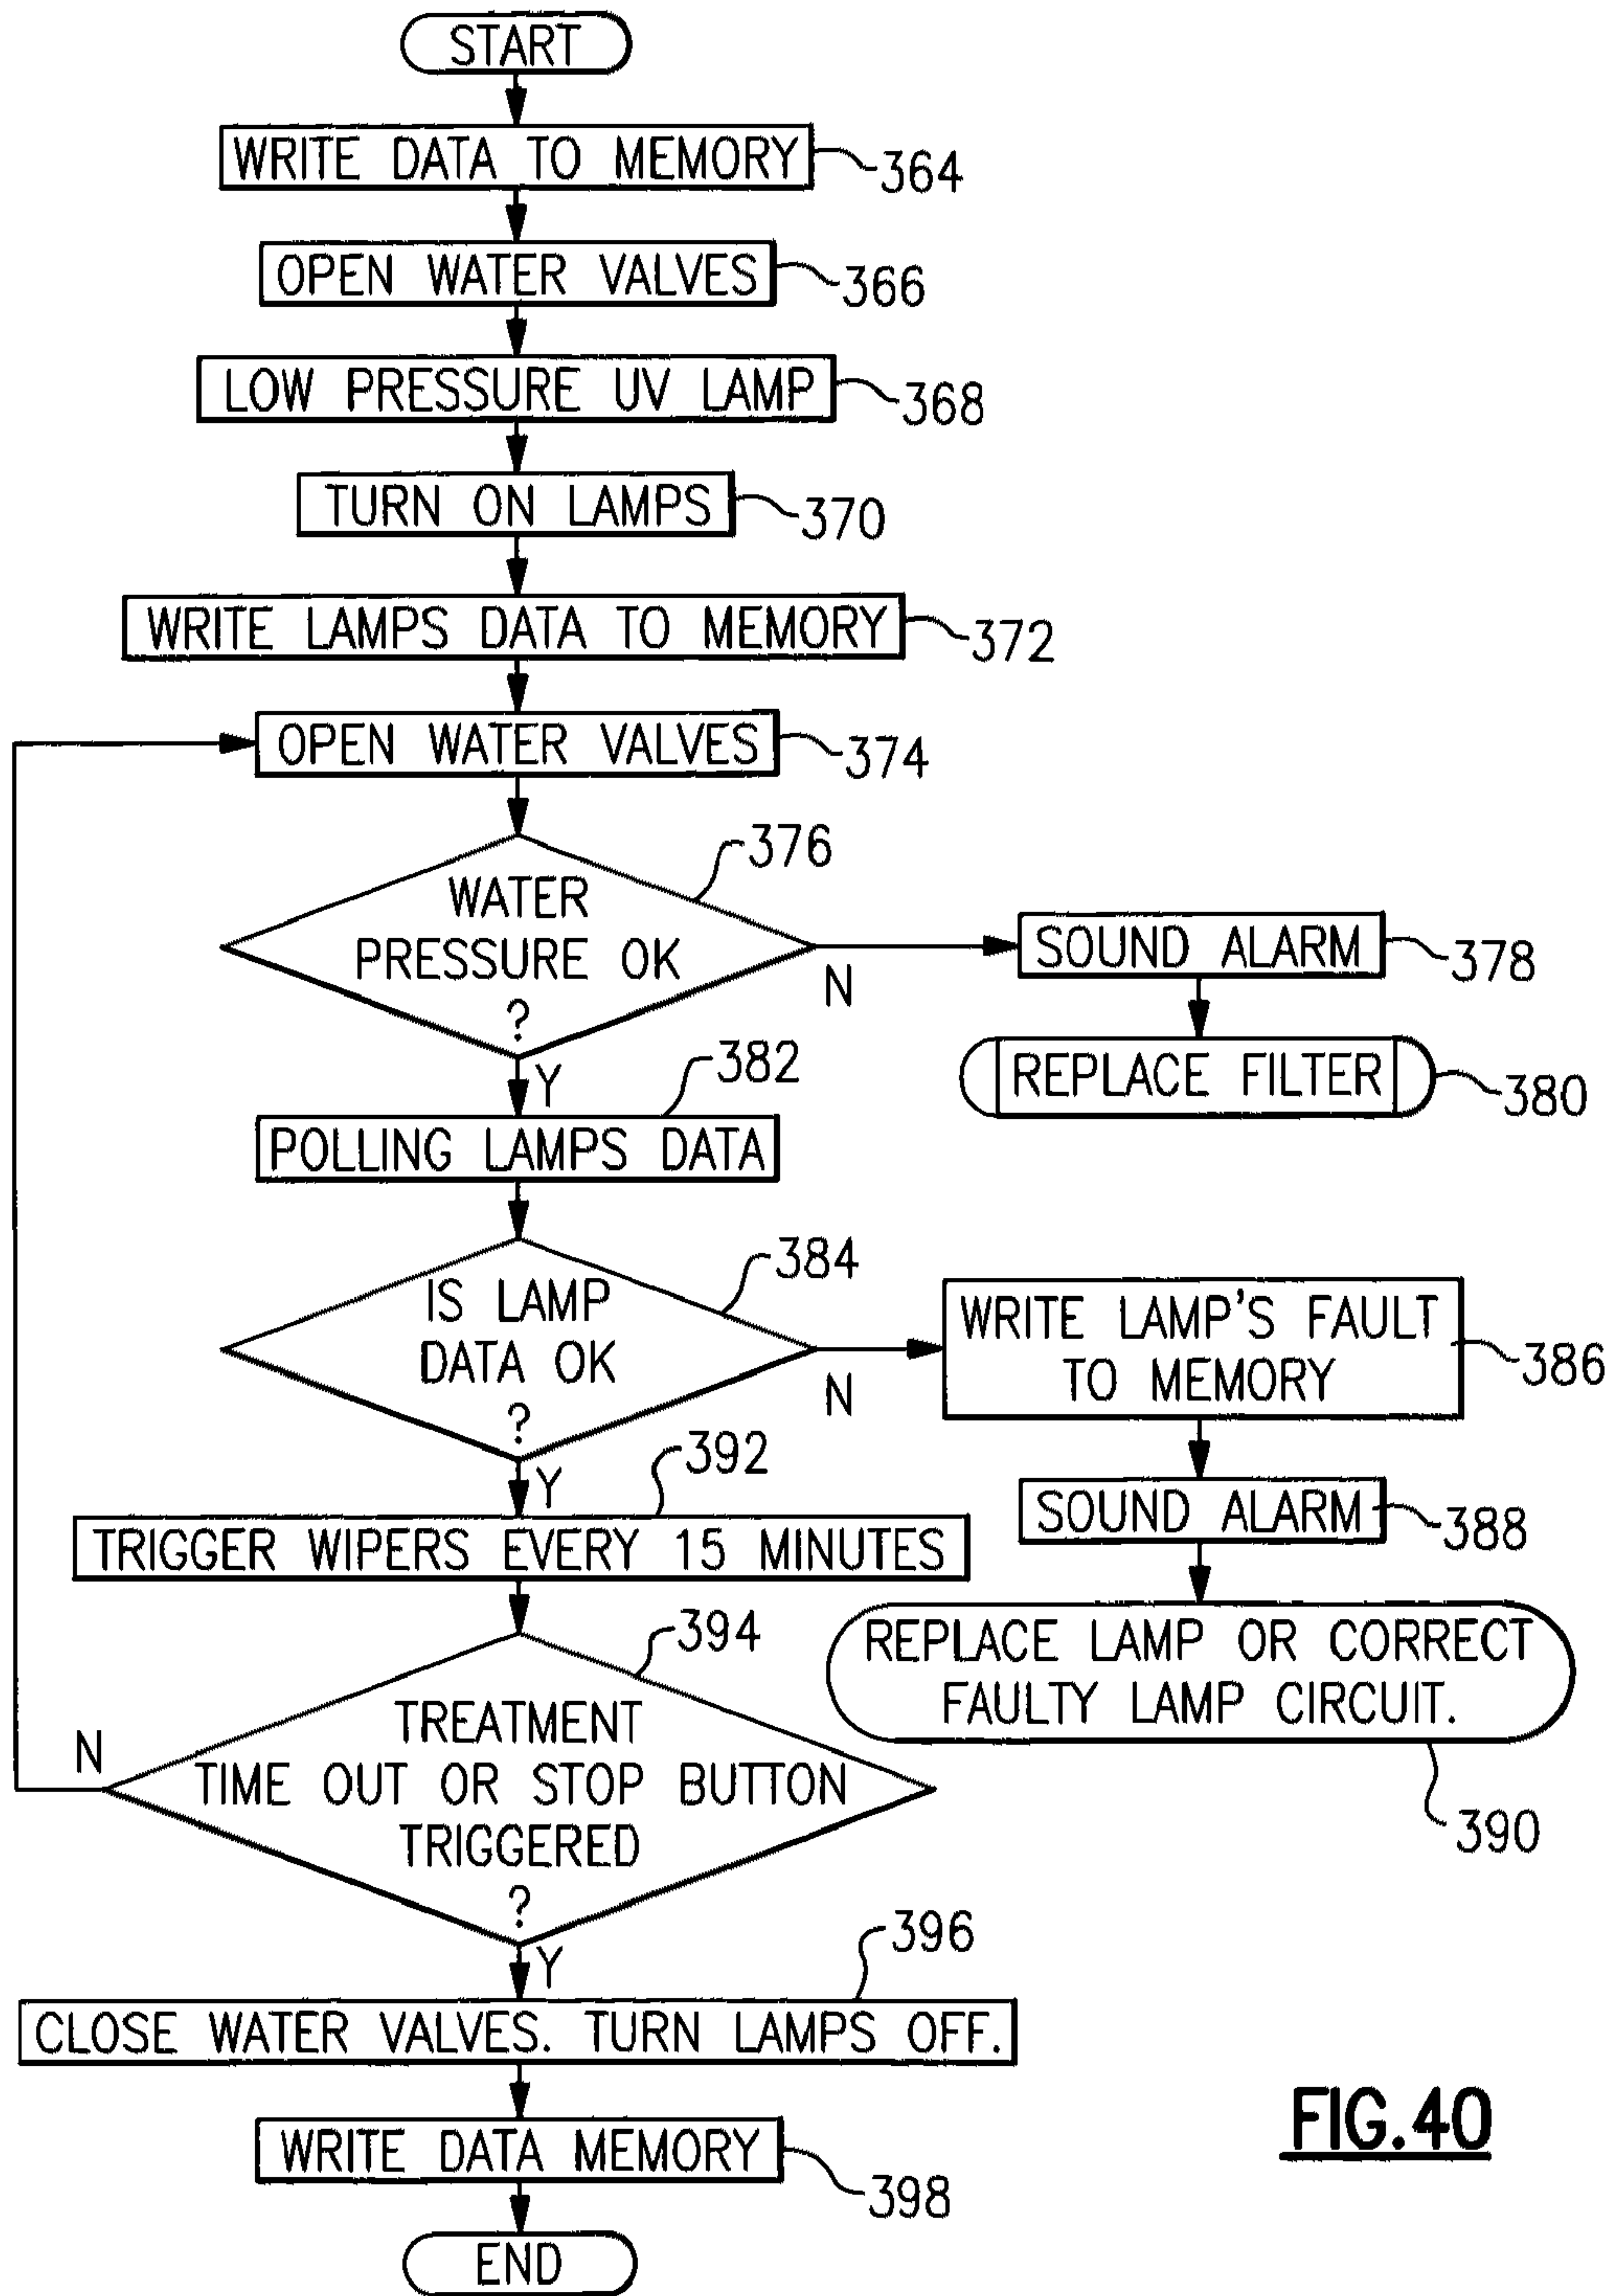 START
WRITE DATA TO MEMORY
364
OPEN WATER VALVES
366
LOW PRESSURE UV LAMP
368
TURN ON LAMPS
370
WRITE LAMPS DATA TO MEMORY
372
OPEN WATER VALVES
374
376
WATER
PRESSURE OK
?
N
SOUND ALARM
378
REPLACE FILTER
380
Y
382
POLLING LAMPS DATA
384
IS LAMP
DATA OK
?
N
WRITE LAMP'S FAULT
TO MEMORY
386
SOUND ALARM
388
REPLACE LAMP OR CORRECT
FAULTY LAMP CIRCUIT.
390
Y
392
TRIGGER WIPERS EVERY 15 MINUTES
394
TREATMENT
TIME OUT OR STOP BUTTON
TRIGGERED
?
N
Y
396
CLOSE WATER VALVES. TURN LAMPS OFF.
WRITE DATA MEMORY
398
END
FIG.40